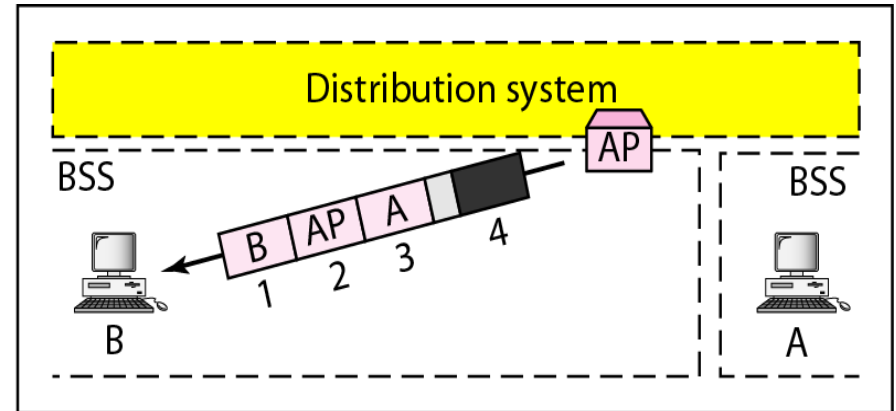 Distribution system
AP
BSS
BSS
B AP A
1 2 3 4
B
A